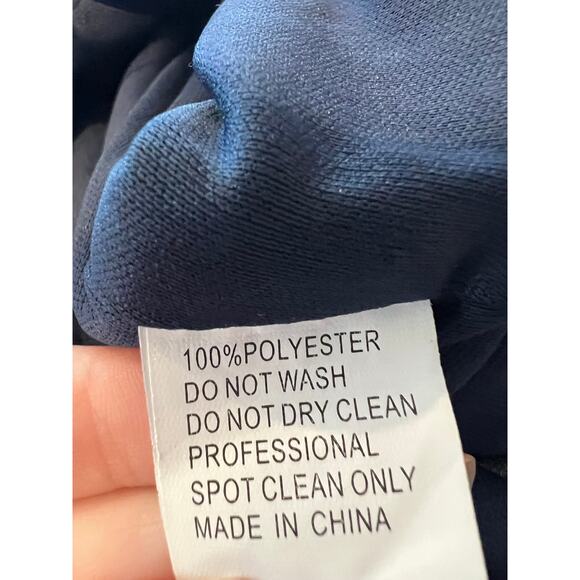 100%POLYESTER
DO NOT WASH
DO NOT DRY CLEAN
PROFESSIONAL
SPOT CLEAN ONLY
MADE IN CHINA